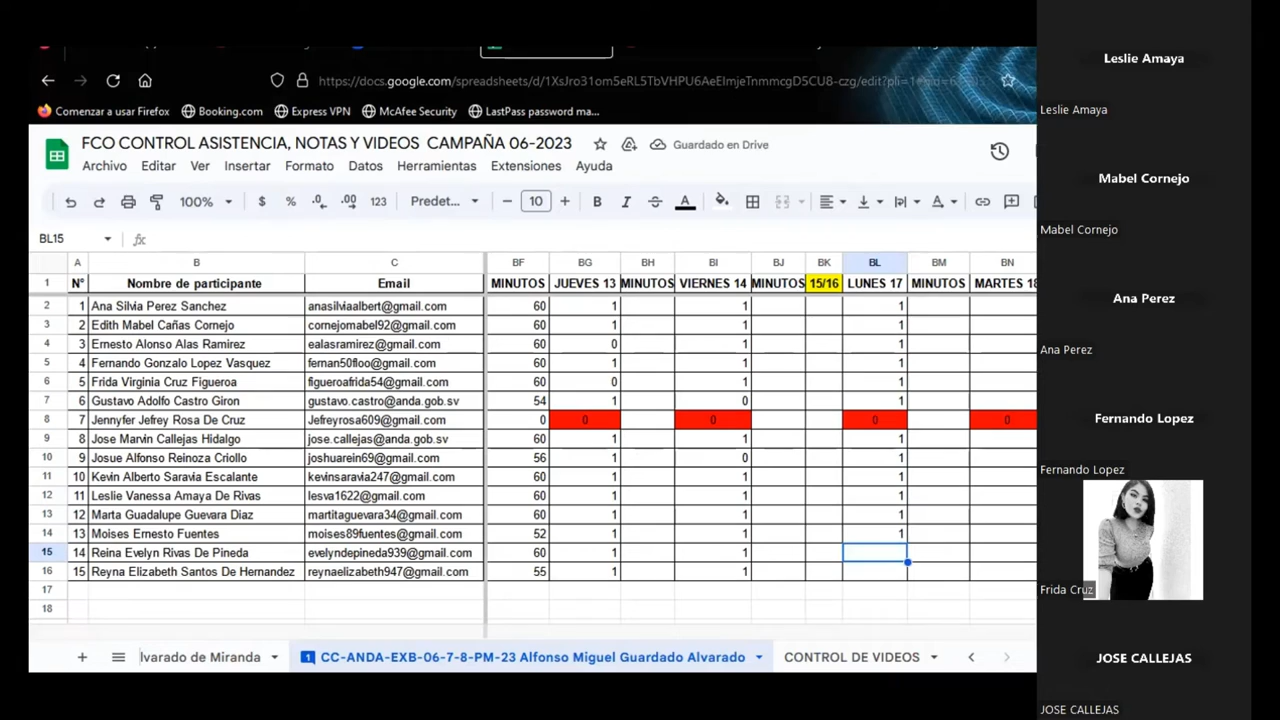 https://docs.google.com/spreadsheets/d/1XsJro31om5eRL5TbVHPU6AeElmjeTnmmcgD5CU8-czg/edit?pli=1
Comenzar a usar Firefox Booking.com Express VPN McAfee Security LastPass password ma...
FCO CONTROL ASISTENCIA, NOTAS Y VIDEOS CAMPAÑA 06-2023 Guardado en Drive
Archivo Editar Ver Insertar Formato Datos Herramientas Extensiones Ayuda
100% $ % .0 .00 123 Predet... 10 B I A
BL15 fx
A B C BF BG BH BI BJ BK BL BM BN
1 N° Nombre de participante Email MINUTOS JUEVES 13 MINUTOS VIERNES 14 MINUTOS 15/16 LUNES 17 MINUTOS MARTES 18
2 1 Ana Silvia Perez Sanchez anasilviaalbert@gmail.com 60 1 1 1
3 2 Edith Mabel Cañas Cornejo cornejomabel92@gmail.com 60 1 1 1
4 3 Ernesto Alonso Alas Ramirez ealasramirez@gmail.com 60 0 1 1
5 4 Fernando Gonzalo Lopez Vasquez fernan50floo@gmail.com 60 1 1 1
6 5 Frida Virginia Cruz Figueroa figueroafrida54@gmail.com 60 0 1 1
7 6 Gustavo Adolfo Castro Giron gustavo.castro@anda.gob.sv 54 1 0 1
8 7 Jennyfer Jefrey Rosa De Cruz Jefreyrosa609@gmail.com 0 0 0 0 0
9 8 Jose Marvin Callejas Hidalgo jose.callejas@anda.gob.sv 60 1 1 1
10 9 Josue Alfonso Reinoza Criollo joshuarein69@gmail.com 56 1 0 1
11 10 Kevin Alberto Saravia Escalante kevinsaravia247@gmail.com 60 1 1 1
12 11 Leslie Vanessa Amaya De Rivas lesva1622@gmail.com 60 1 1 1
13 12 Marta Guadalupe Guevara Diaz martitaguevara34@gmail.com 60 1 1 1
14 13 Moises Ernesto Fuentes moises89fuentes@gmail.com 52 1 1 1
15 14 Reina Evelyn Rivas De Pineda evelyndepineda939@gmail.com 60 1 1
16 15 Reyna Elizabeth Santos De Hernandez reynaelizabeth947@gmail.com 55 1 1
17
18
lvarado de Miranda 1 CC-ANDA-EXB-06-7-8-PM-23 Alfonso Miguel Guardado Alvarado CONTROL DE VIDEOS
Leslie Amaya
Leslie Amaya
Mabel Cornejo
Mabel Cornejo
Ana Perez
Ana Perez
Fernando Lopez
Fernando Lopez
Frida Cruz
JOSE CALLEJAS
JOSE CALLEJAS